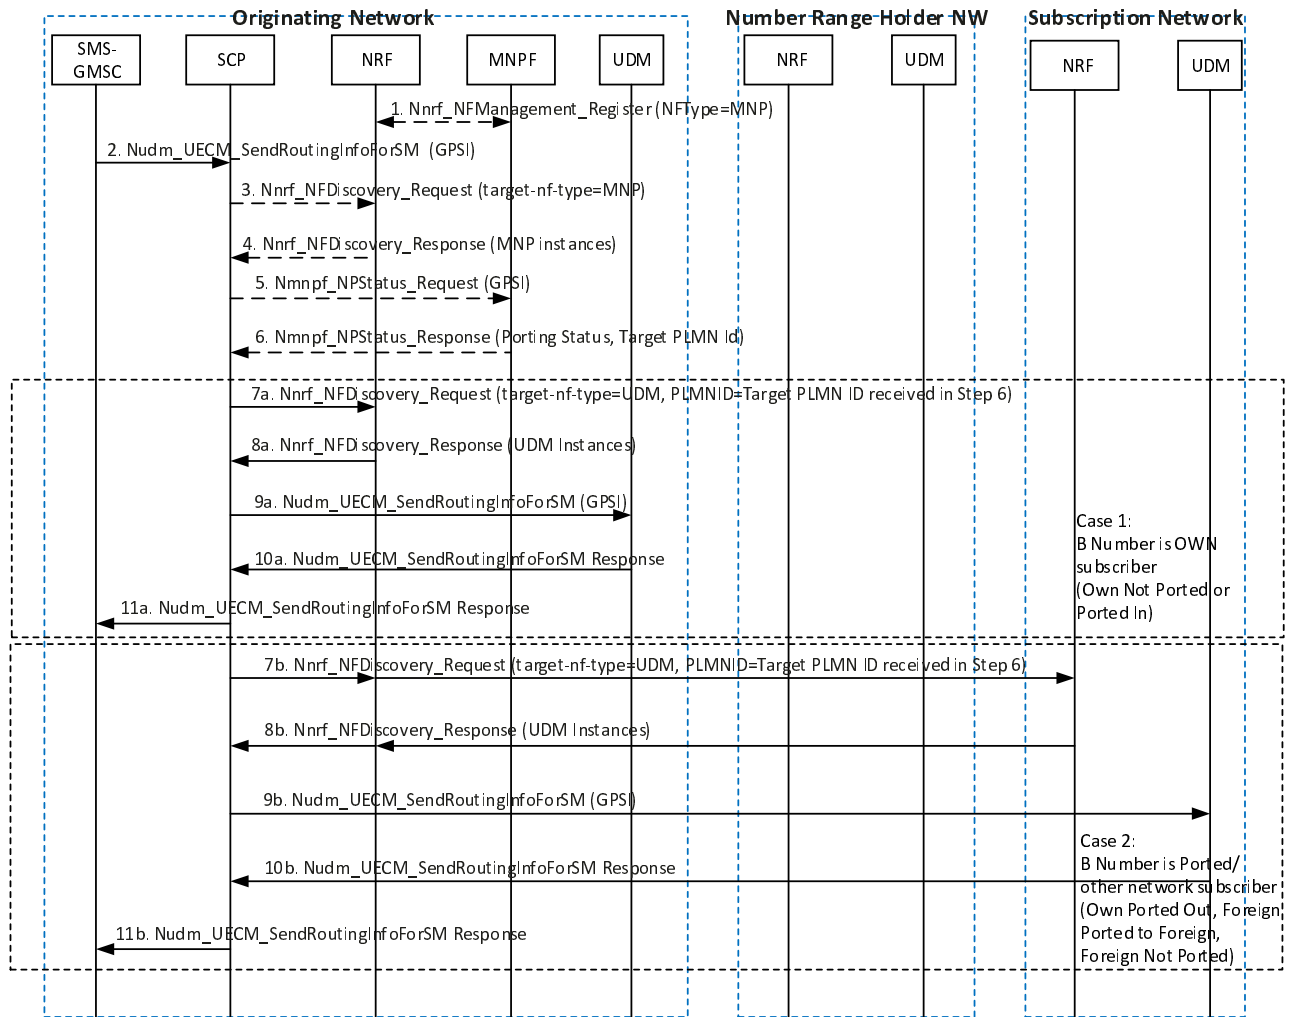 Originating Network
Number Range Holder NW
Subscription Network
SMS-
GMSC
SCP
NRF
MNPF
UDM
NRF
UDM
NRF
UDM
1. Nnrf_NFManagement_Register (NFType=MNP)
2. Nudm_UECM_SendRoutingInfoForSM (GPSI)
3. Nnrf_NFDiscovery_Request (target-nf-type=MNP)
4. Nnrf_NFDiscovery_Response (MNP instances)
5. Nmnpf_NPStatus_Request (GPSI)
6. Nmnpf_NPStatus_Response (Porting Status, Target PLMN Id)
7a. Nnrf_NFDiscovery_Request (target-nf-type=UDM, PLMNID=Target PLMN ID received in Step 6)
8a. Nnrf_NFDiscovery_Response (UDM Instances)
9a. Nudm_UECM_SendRoutingInfoForSM (GPSI)
10a. Nudm_UECM_SendRoutingInfoForSM Response
11a. Nudm_UECM_SendRoutingInfoForSM Response
Case 1:
B Number is OWN
subscriber
(Own Not Ported or
Ported In)
7b. Nnrf_NFDiscovery_Request (target-nf-type=UDM, PLMNID=Target PLMN ID received in Step 6)
8b. Nnrf_NFDiscovery_Response (UDM Instances)
9b. Nudm_UECM_SendRoutingInfoForSM (GPSI)
10b. Nudm_UECM_SendRoutingInfoForSM Response
11b. Nudm_UECM_SendRoutingInfoForSM Response
Case 2:
B Number is Ported/
other network subscriber
(Own Ported Out, Foreign
Ported to Foreign,
Foreign Not Ported)